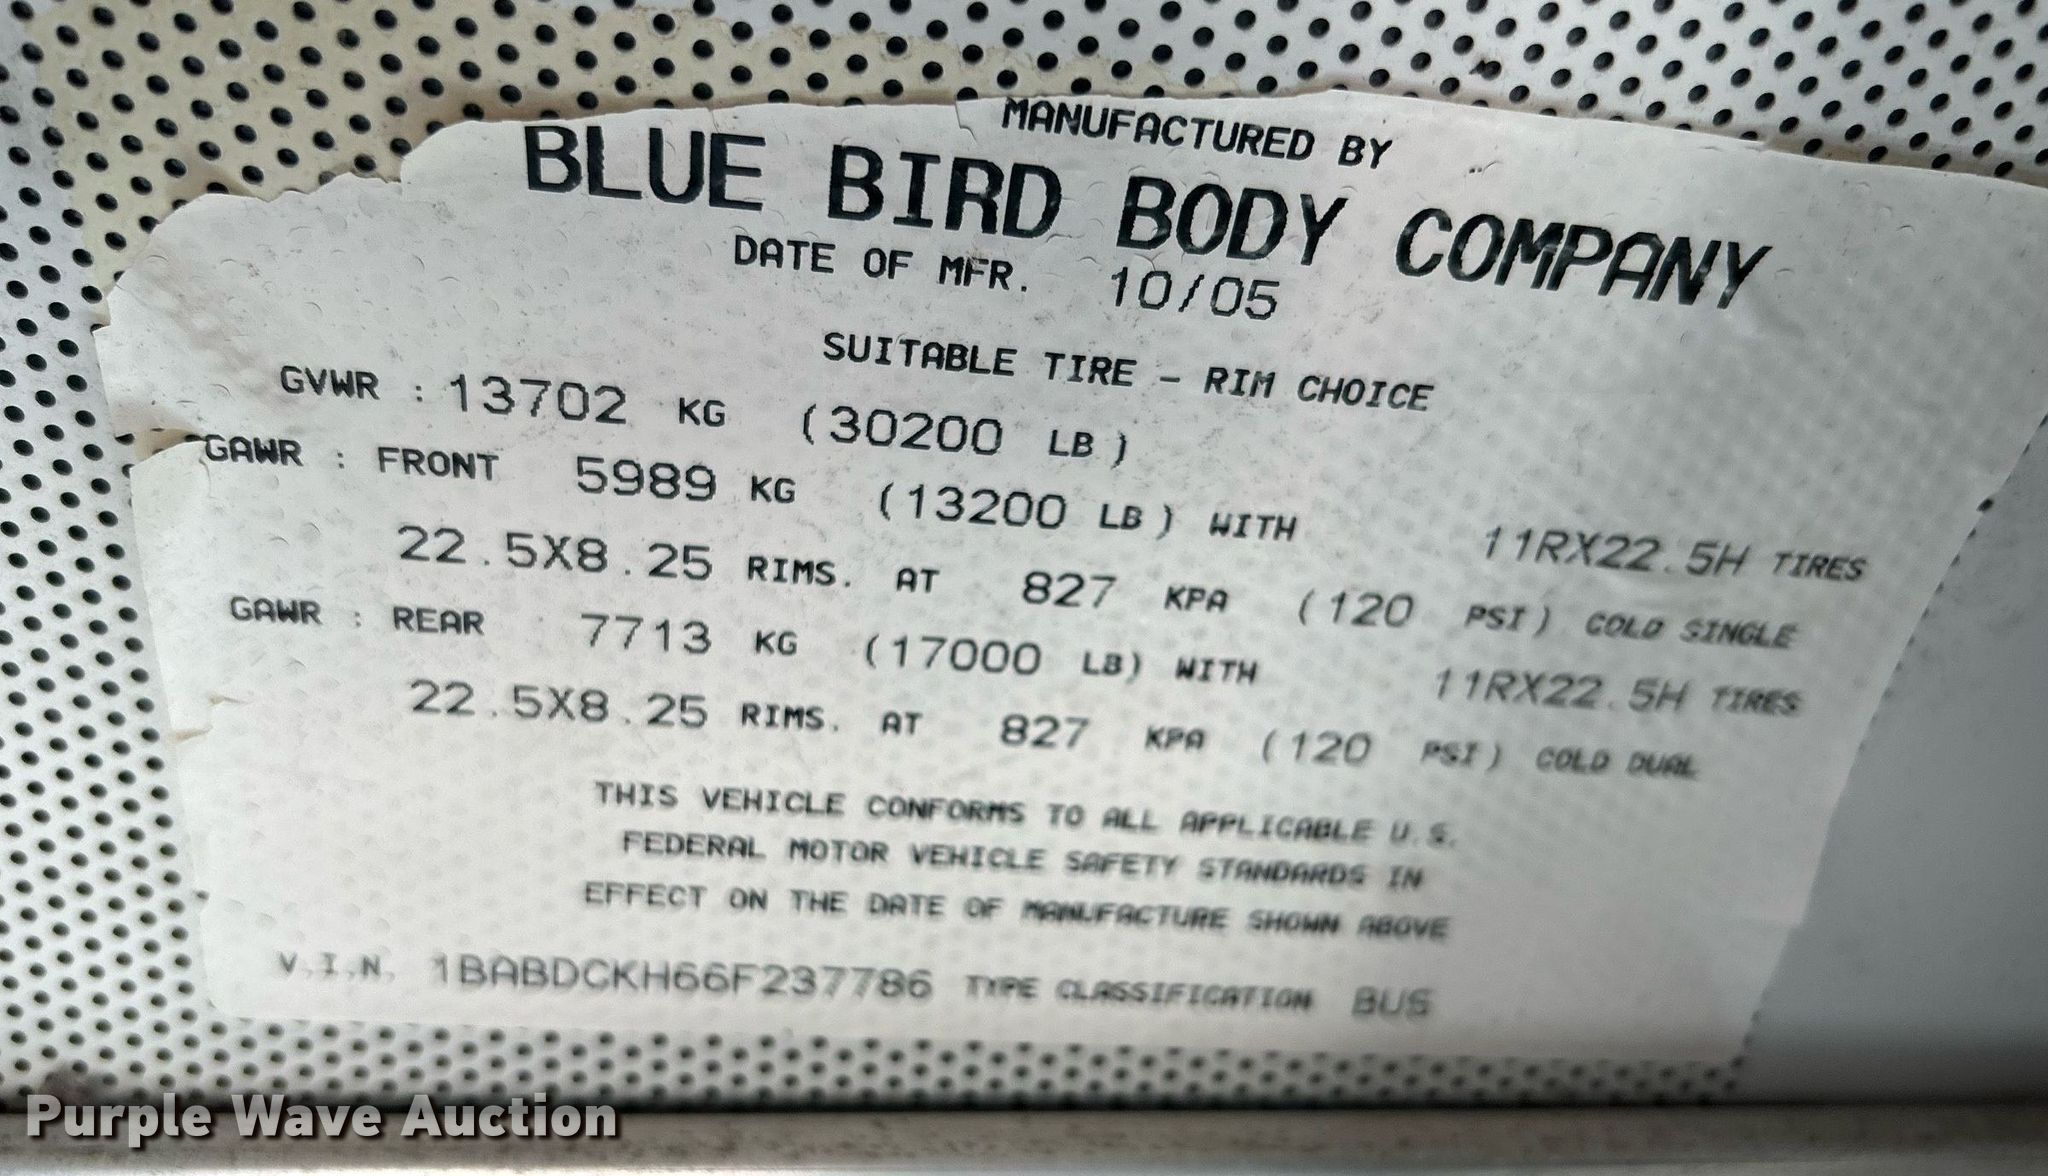 MANUFACTURED BY
BLUE BIRD BODY COMPANY
DATE OF MFR. 10/05
SUITABLE TIRE - RIM CHOICE
GVWR : 13702 KG (30200 LB)
GAWR : FRONT 5989 KG (13200 LB) WITH 11RX22.5H TIRES
22.5X8.25 RIMS. AT 827 KPA (120 PSI) COLD SINGLE
GAWR : REAR 7713 KG (17000 LB) WITH 11RX22.5H TIRES
22.5X8.25 RIMS. AT 827 KPA (120 PSI) COLD DUAL
THIS VEHICLE CONFORMS TO ALL APPLICABLE U.S.
FEDERAL MOTOR VEHICLE SAFETY STANDARDS IN
EFFECT ON THE DATE OF MANUFACTURE SHOWN ABOVE
V.I.N. 1BABDCKH66F237786 TYPE CLASSIFICATION BUS
Purple Wave Auction